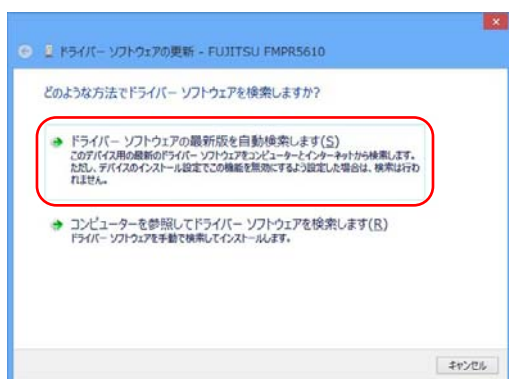 ドライバー ソフトウェアの更新 - FUJITSU FMPR5610
どのような方法でドライバー ソフトウェアを検索しますか?
ドライバー ソフトウェアの最新版を自動検索します(S)
このデバイス用の最新のドライバー ソフトウェアをコンピューターとインターネットから検索します。
ただし、デバイスのインストール設定でこの機能を無効にするよう設定した場合は、検索は行わ
れません。
コンピューターを参照してドライバー ソフトウェアを検索します(R)
ドライバー ソフトウェアを手動で検索してインストールします。
キャンセル